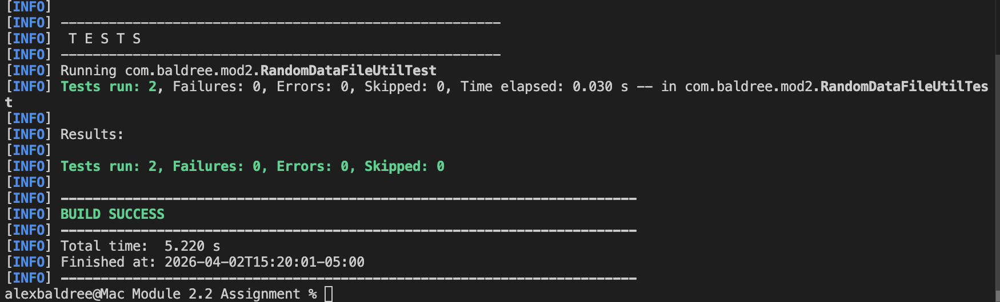 [INFO]
[INFO] -------------------------------------------------------
[INFO]  T E S T S
[INFO] -------------------------------------------------------
[INFO] Running com.baldree.mod2.RandomDataFileUtilTest
[INFO] Tests run: 2, Failures: 0, Errors: 0, Skipped: 0, Time elapsed: 0.030 s -- in com.baldree.mod2.RandomDataFileUtilTes
t
[INFO]
[INFO] Results:
[INFO]
[INFO] Tests run: 2, Failures: 0, Errors: 0, Skipped: 0
[INFO]
[INFO] ------------------------------------------------------------------------
[INFO] BUILD SUCCESS
[INFO] ------------------------------------------------------------------------
[INFO] Total time:  5.220 s
[INFO] Finished at: 2026-04-02T15:20:01-05:00
[INFO] ------------------------------------------------------------------------
alexbaldree@Mac Module 2.2 Assignment %